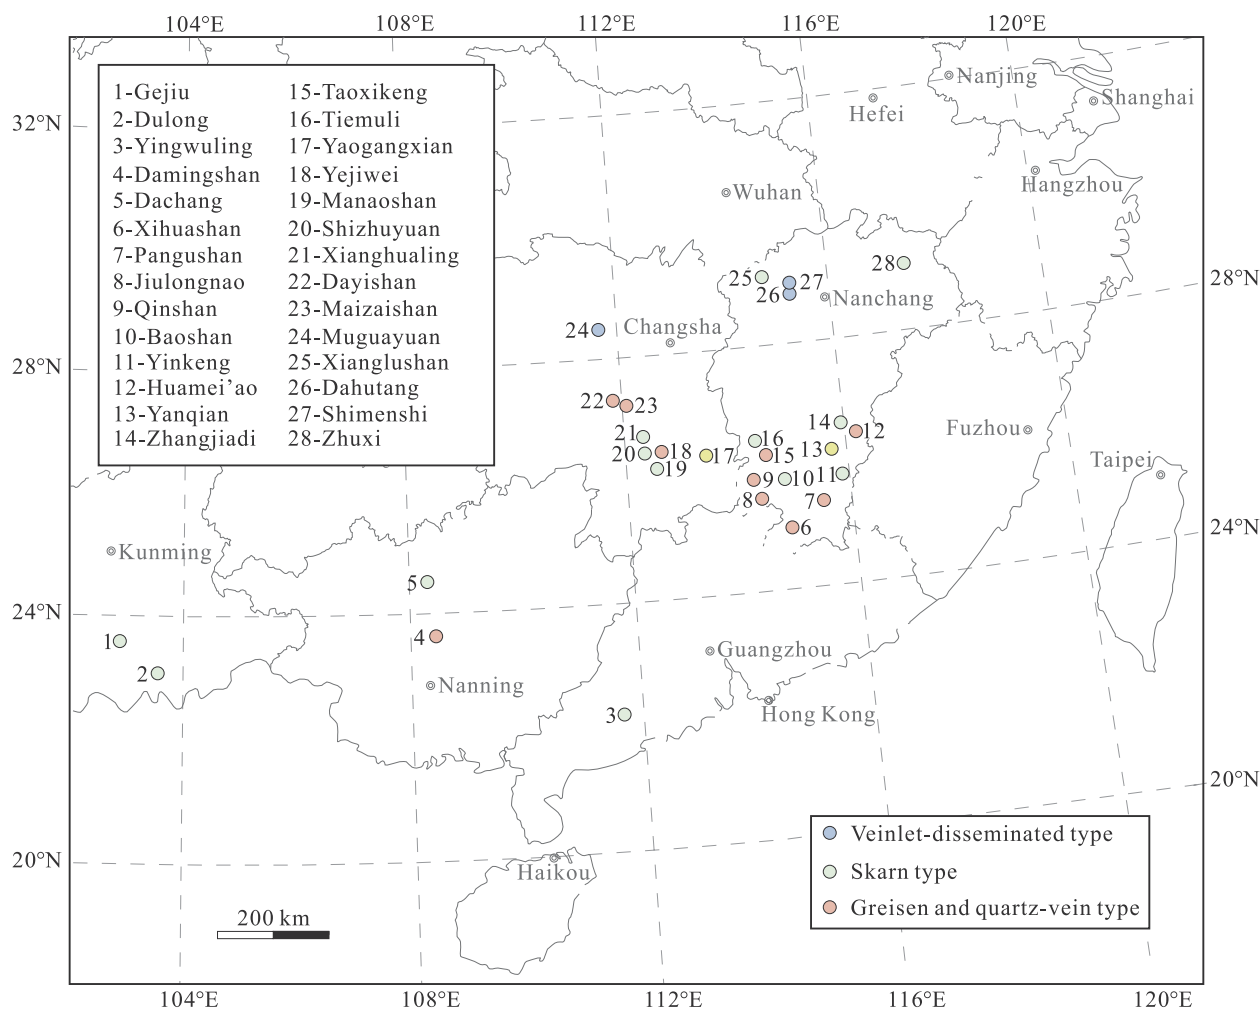 104°E 108°E 112°E 116°E 120°E
32°N
28°N
24°N
20°N
28°N
24°N
20°N
104°E 108°E 112°E 116°E 120°E
1-Gejiu
2-Dulong
3-Yingwuling
4-Damingshan
5-Dachang
6-Xihuashan
7-Pangushan
8-Jiulongnao
9-Qinshan
10-Baoshan
11-Yinkeng
12-Huamei’ao
13-Yanqian
14-Zhangjiadi
15-Taoxikeng
16-Tiemuli
17-Yaogangxian
18-Yejiwei
19-Manaoshan
20-Shizhuyuan
21-Xianghualing
22-Dayishan
23-Maizaishan
24-Muguayuan
25-Xianglushan
26-Dahutang
27-Shimenshi
28-Zhuxi
Nanjing
Shanghai
Hefei
Hangzhou
Wuhan
Nanchang
Changsha
Fuzhou
Taipei
Kunming
Nanning
Guangzhou
Hong Kong
Haikou
28
25
27
26
24
22
23
14
12
21
16
13
20
18
17
15
19
9
10
11
8
7
6
5
4
1
2
3
200 km
Veinlet-disseminated type
Skarn type
Greisen and quartz-vein type